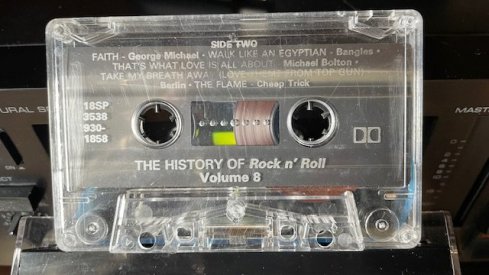 SIDE TWO
FAITH - George Michael - WALK LIKE AN EGYPTIAN - Bangles -
THAT'S WHAT LOVE IS ALL ABOUT Michael Bolton -
TAKE MY BREATH AWAY (LOVE THEME FROM TOP GUN)
Berlin - THE FLAME - Cheap Trick
18SP
3538
930-
1858
THE HISTORY OF Rock n' Roll
Volume 8
URAL
MAST